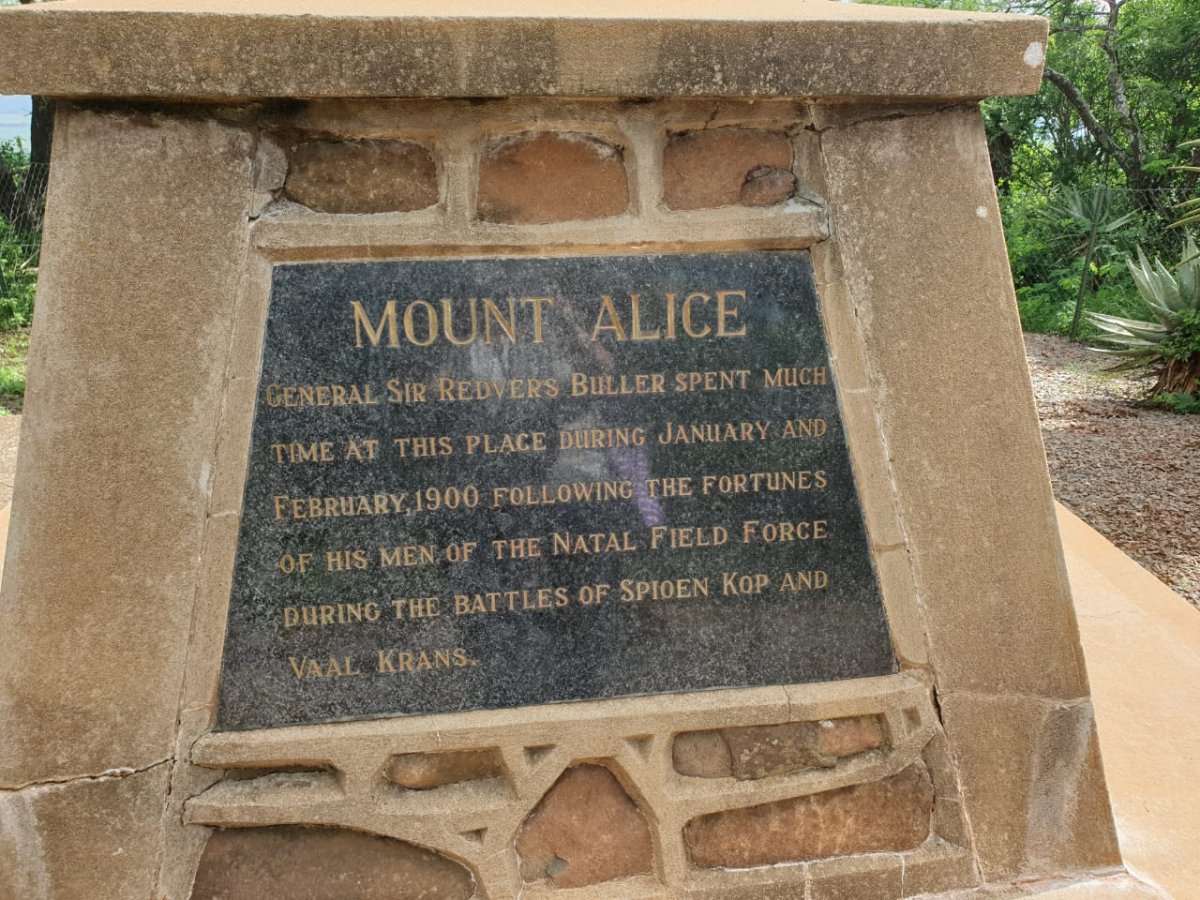 MOUNT ALICE
GENERAL SIR REDVERS BULLER SPENT MUCH
TIME AT THIS PLACE DURING JANUARY AND
FEBRUARY, 1900 FOLLOWING THE FORTUNES
OF HIS MEN OF THE NATAL FIELD FORCE
DURING THE BATTLES OF SPIOEN KOP AND
VAAL KRANS.